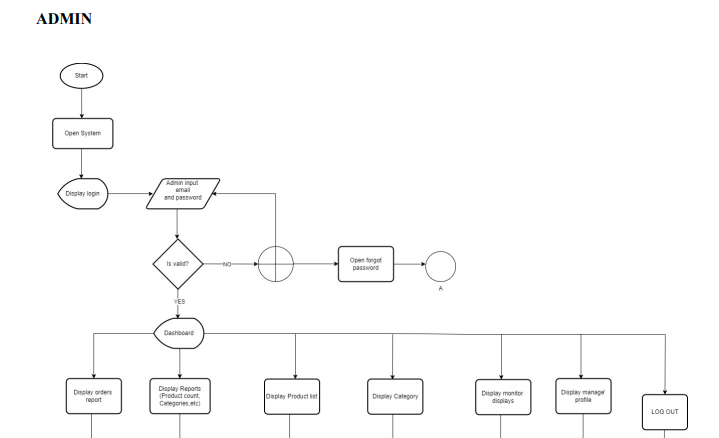 ADMIN
Start
Open System
Display login
Admin input
email
and password
Is valid?
NO
Open forgot
password
A
YES
Dashboard
Display orders
report
Display Reports
(Product count,
Categories,etc)
Display Product list
Display Category
Display monitor
displays
Display manage'
profile
LOG OUT